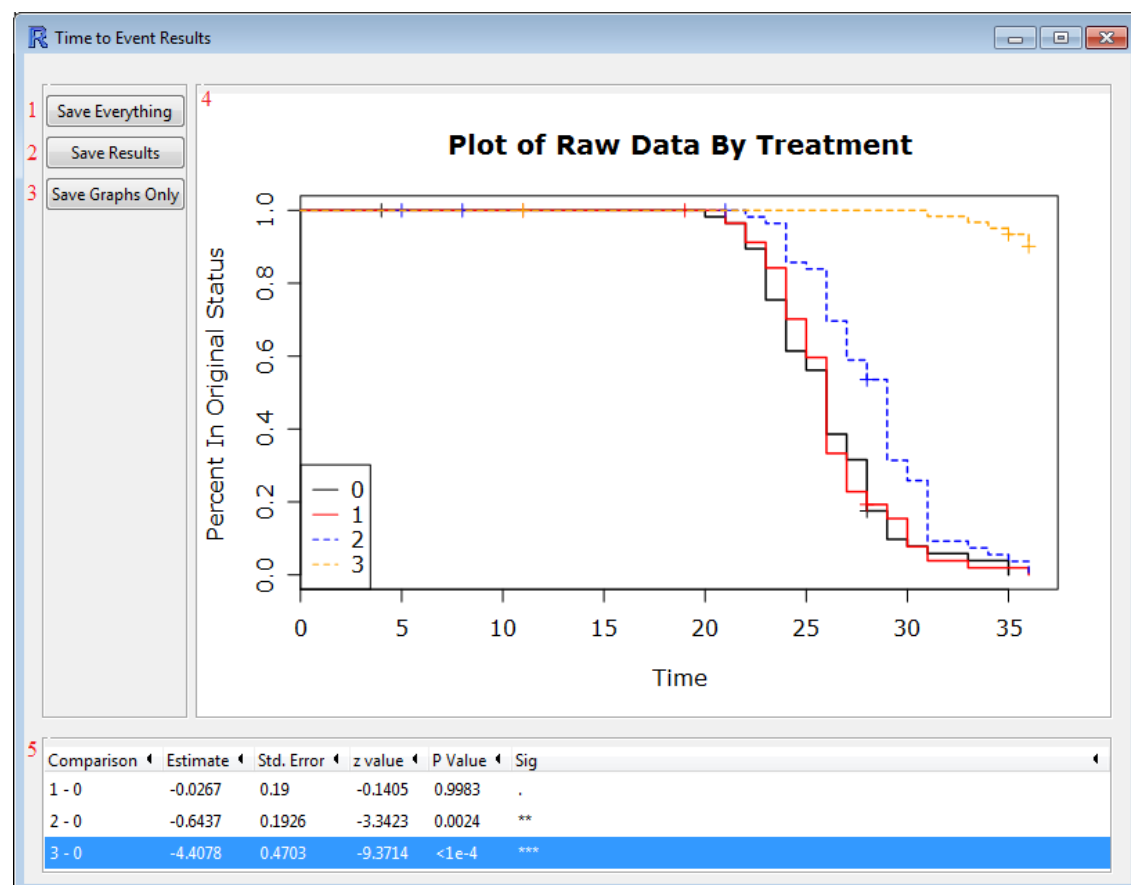 Time to Event Results
1 Save Everything
2 Save Results
3 Save Graphs Only
4
Plot of Raw Data By Treatment
Percent In Original Status
1.0
0.8
0.6
0.4
0.2
0.0
0
1
2
3
0 5 10 15 20 25 30 35
Time
5
Comparison Estimate Std. Error z value P Value Sig
1 - 0 -0.0267 0.19 -0.1405 0.9983 .
2 - 0 -0.6437 0.1926 -3.3423 0.0024 **
3 - 0 -4.4078 0.4703 -9.3714 <1e-4 ***